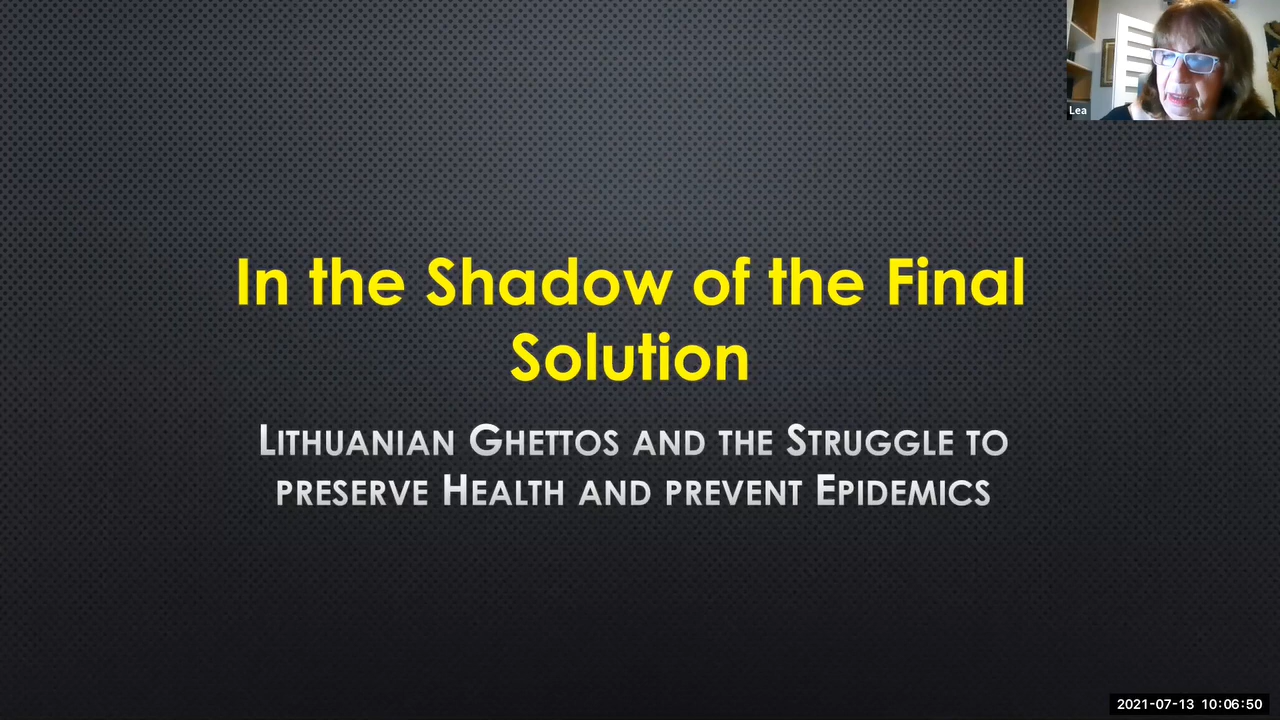 Lea
In the Shadow of the Final
Solution
Lithuanian Ghettos and the Struggle to
preserve Health and prevent Epidemics
2021-07-13 10:06:50